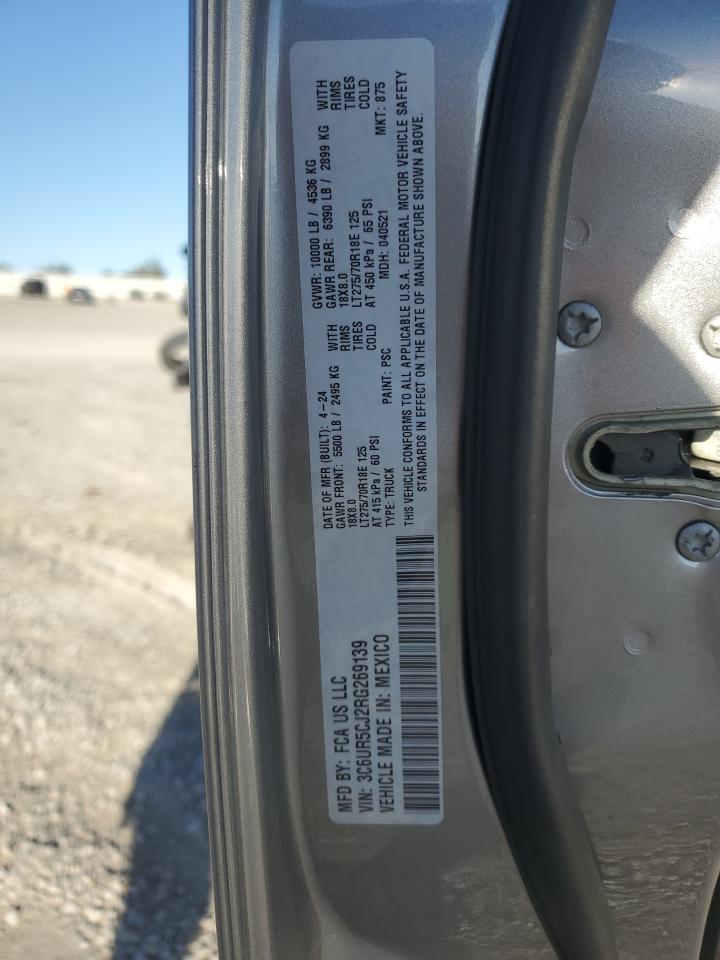 MFD BY: FCA US LLC
VIN: 3C6UR5CJ2RG269139
VEHICLE MADE IN: MEXICO
DATE OF MFR (BUILT): 4-24
GAWR FRONT: 5500 LB / 2495 KG WITH
18X8.0 RIMS
LT275/70R18E 125 TIRES
AT 415 kPa / 60 PSI COLD
TYPE: TRUCK PAINT: PSC
GVWR: 10000 LB / 4536 KG
GAWR REAR: 6390 LB / 2899 KG WITH
18X8.0 RIMS
LT275/70R18E 125 TIRES
AT 450 kPa / 65 PSI COLD
MDH: 040521 MKT: 875
THIS VEHICLE CONFORMS TO ALL APPLICABLE U.S.A. FEDERAL MOTOR VEHICLE SAFETY
STANDARDS IN EFFECT ON THE DATE OF MANUFACTURE SHOWN ABOVE.